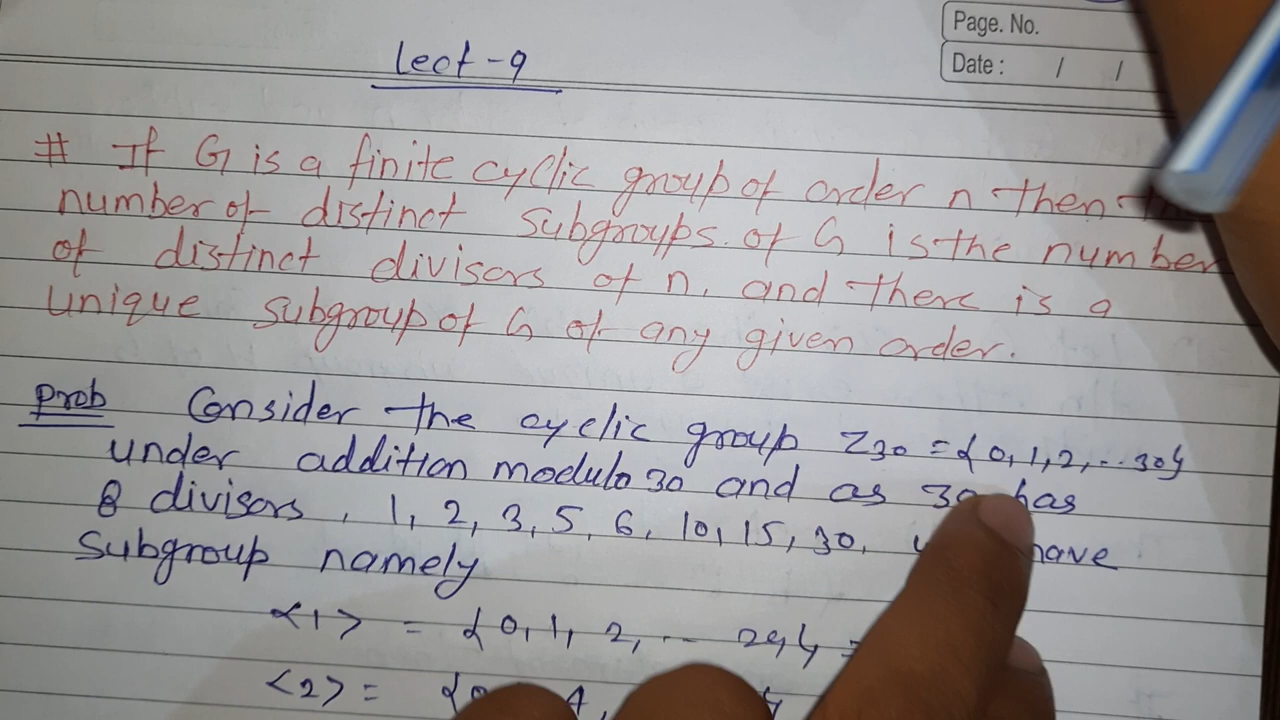 Page. No.
Date : / /
Lect - 9
# If G is a finite cyclic group of order n then
number of distinct subgroups of G is the number
of distinct divisors of n, and there is a
unique subgroup of G of any given order.
Prob Consider the cyclic group Z30 = {0, 1, 2, ... 30}
under addition modulo 30 and as 30 has
8 divisors, 1, 2, 3, 5, 6, 10, 15, 30, have
Subgroup namely
<1> = {0, 1, 2, ... 29} =
<2> = {0 4,